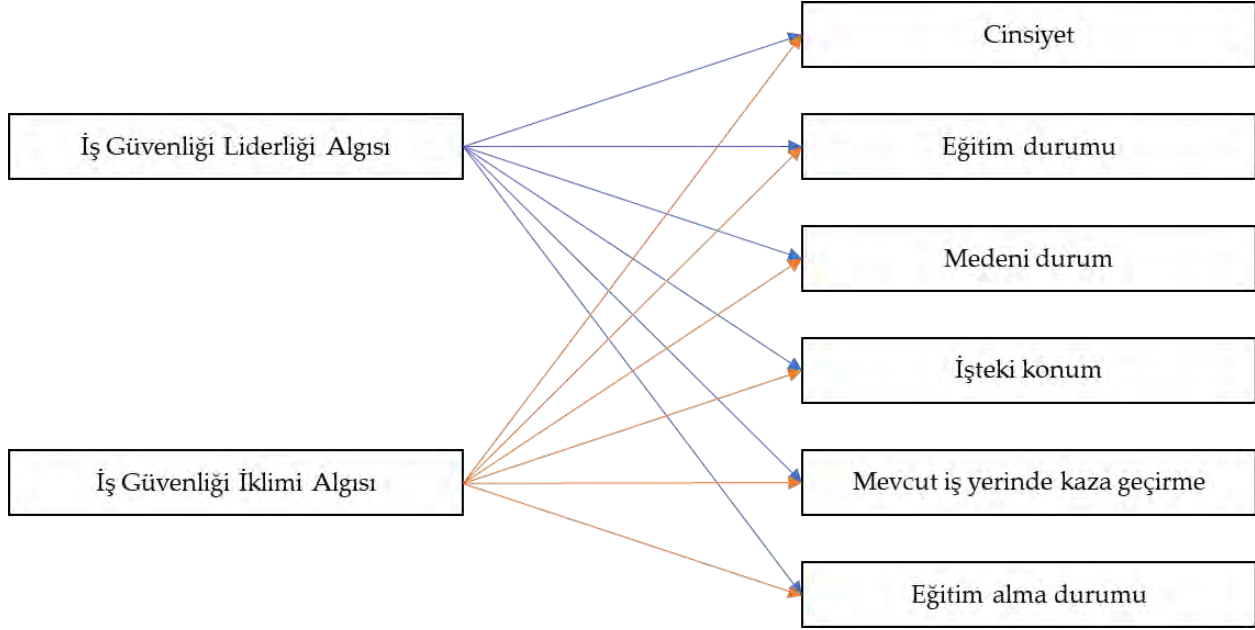 İş Güvenliği Liderliği Algısı
İş Güvenliği İklimi Algısı
Cinsiyet
Eğitim durumu
Medeni durum
İşteki konum
Mevcut iş yerinde kaza geçirme
Eğitim alma durumu